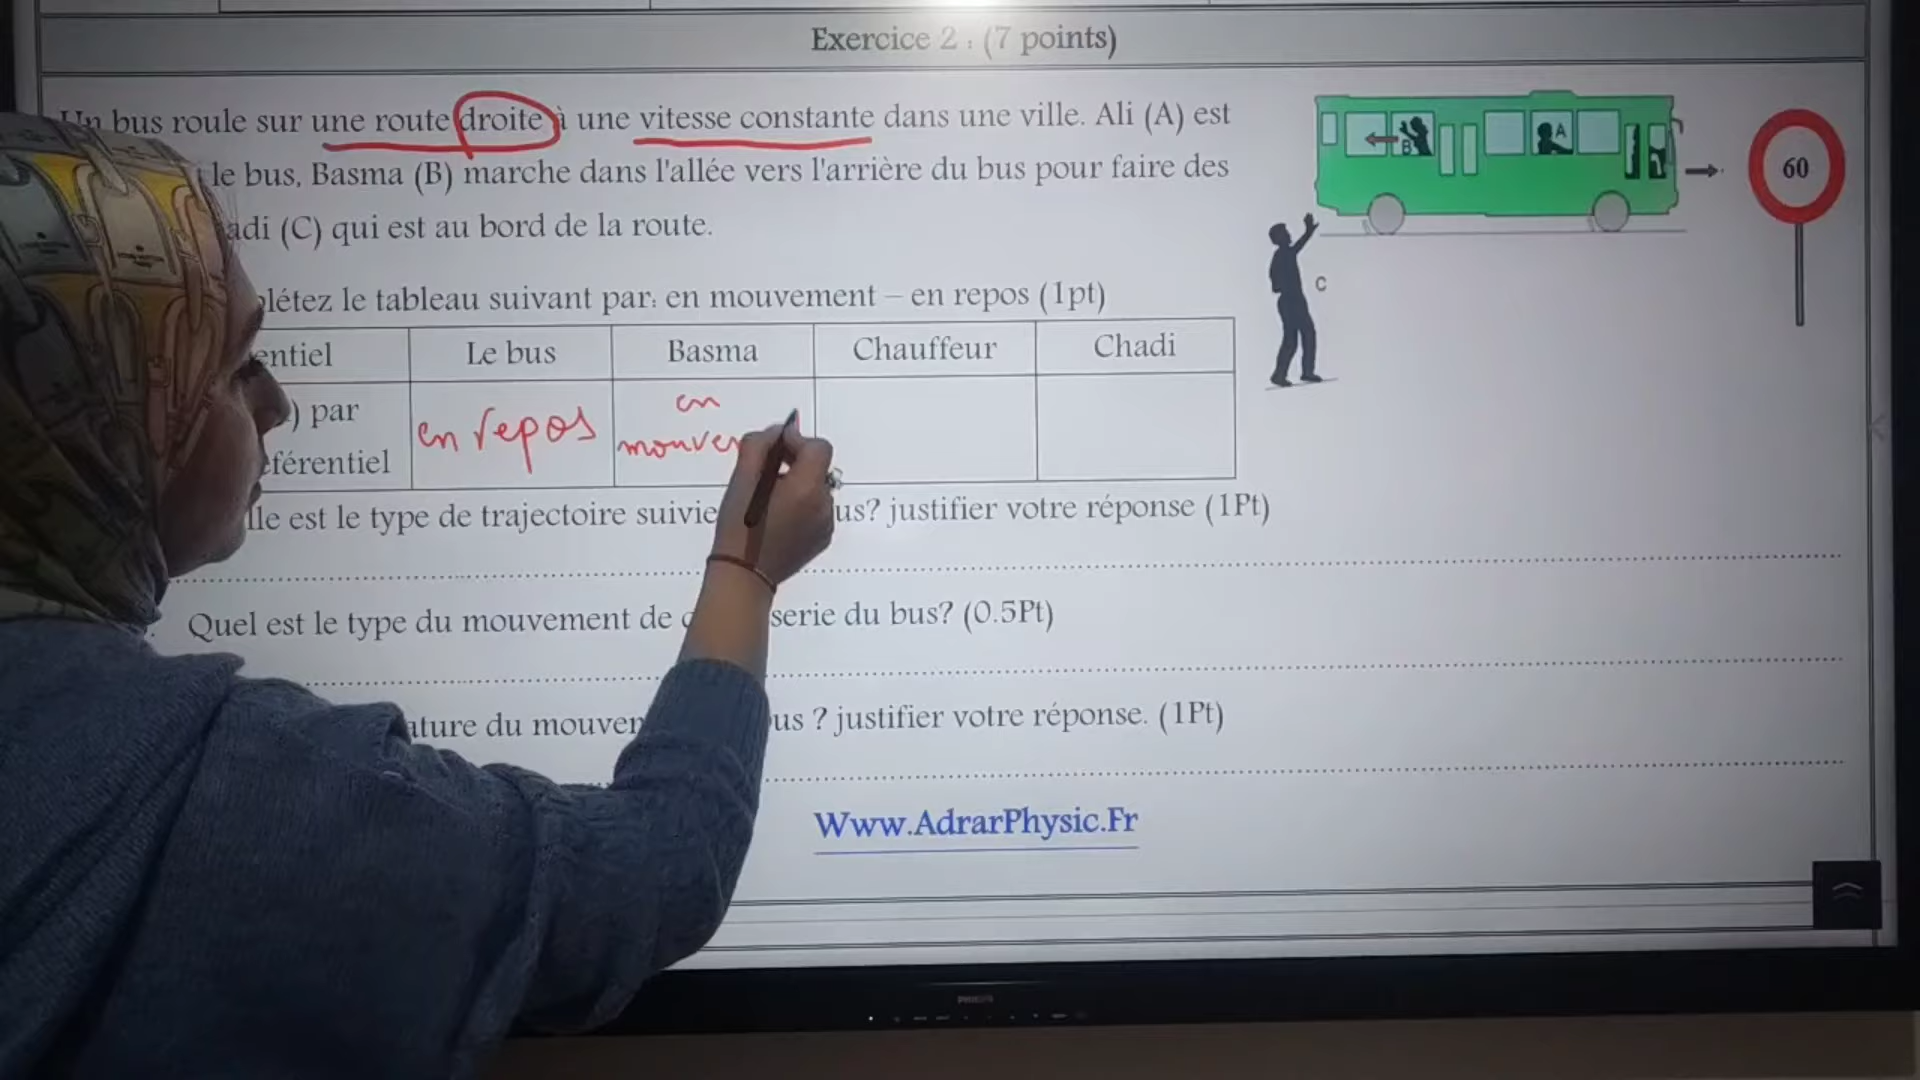 Exercice 2 : (7 points)
Un bus roule sur une route droite à une vitesse constante dans une ville. Ali (A) est
le bus, Basma (B) marche dans l'allée vers l'arrière du bus pour faire des
adi (C) qui est au bord de la route.
B
A
60
C
plétez le tableau suivant par: en mouvement – en repos (1pt)
entiel Le bus Basma Chauffeur Chadi
) par
éférentiel
en repos
en
mouve
lle est le type de trajectoire suivie us? justifier votre réponse (1Pt)
Quel est le type du mouvement de serie du bus? (0.5Pt)
ature du mouve us ? justifier votre réponse. (1Pt)
Www.AdrarPhysic.Fr
PHILIPS